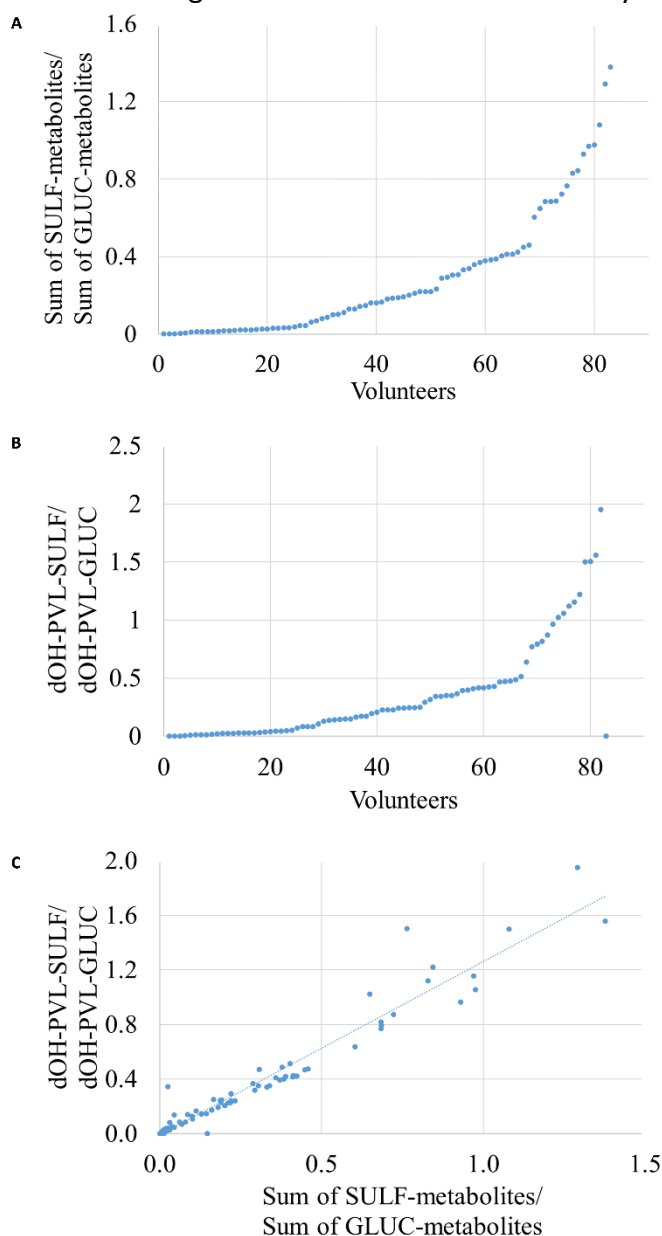 A
1.6
1.2
0.8
0.4
0
Sum of SULF-metabolites/
Sum of GLUC-metabolites
0 20 40 60 80
Volunteers
B
2.5
2
1.5
1
0.5
0
dOH-PVL-SULF/
dOH-PVL-GLUC
0 20 40 60 80
Volunteers
C
2.0
1.6
1.2
0.8
0.4
0.0
dOH-PVL-SULF/
dOH-PVL-GLUC
0.0 0.5 1.0 1.5
Sum of SULF-metabolites/
Sum of GLUC-metabolites